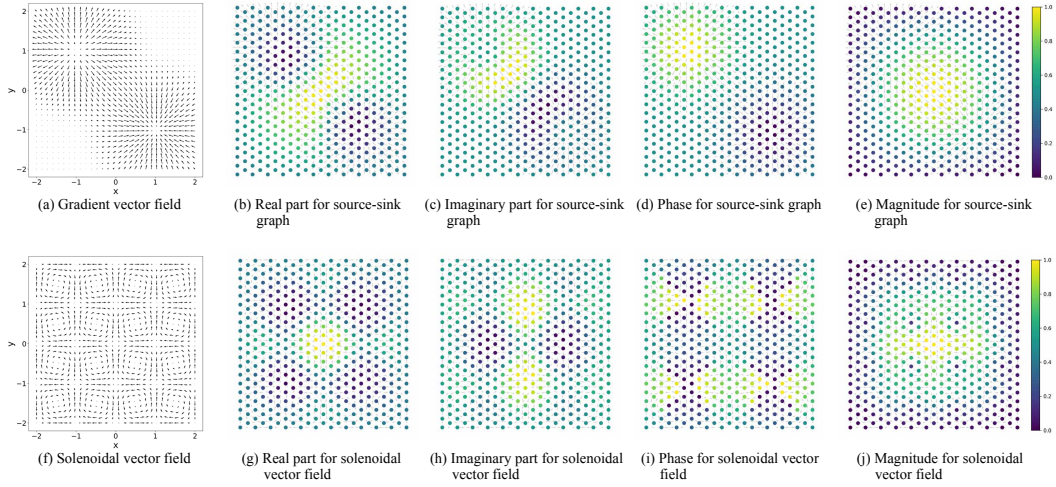 2
1
0
−1
−2
y
−2 −1 0 1 2
x
1.0
0.8
0.6
0.4
0.2
0.0
(a) Gradient vector field
(b) Real part for source-sink
graph
(c) Imaginary part for source-sink
graph
(d) Phase for source-sink graph
(e) Magnitude for source-sink
graph
2
1
0
−1
−2
y
−2 −1 0 1 2
x
1.0
0.8
0.6
0.4
0.2
0.0
(f) Solenoidal vector field
(g) Real part for solenoidal
vector field
(h) Imaginary part for solenoidal
vector field
(i) Phase for solenoidal vector
field
(j) Magnitude for solenoidal
vector field